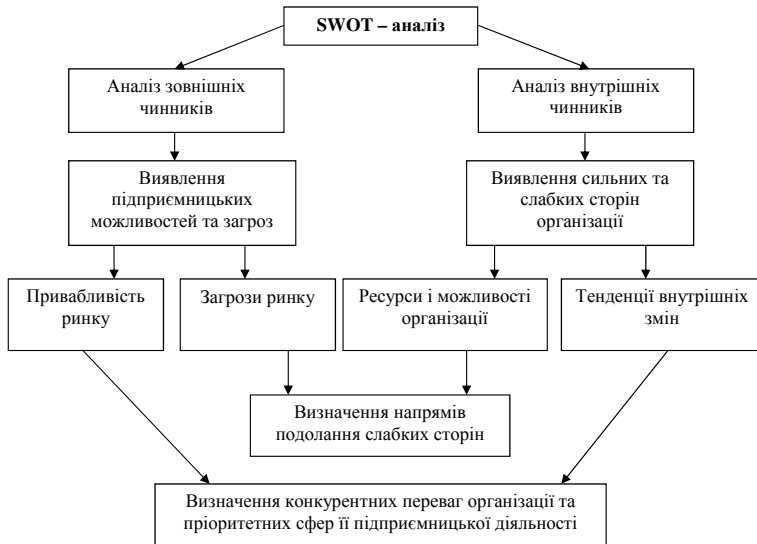 SWOT – аналіз
Аналіз зовнішніх
чинників
Аналіз внутрішніх
чинників
Виявлення
підприємницьких
можливостей та загроз
Виявлення сильних та
слабких сторін
організації
Привабливість
ринку
Загрози ринку
Ресурси і можливості
організації
Тенденції внутрішніх
змін
Визначення напрямів
подолання слабких сторін
Визначення конкурентних переваг організації та
пріоритетних сфер її підприємницької діяльності